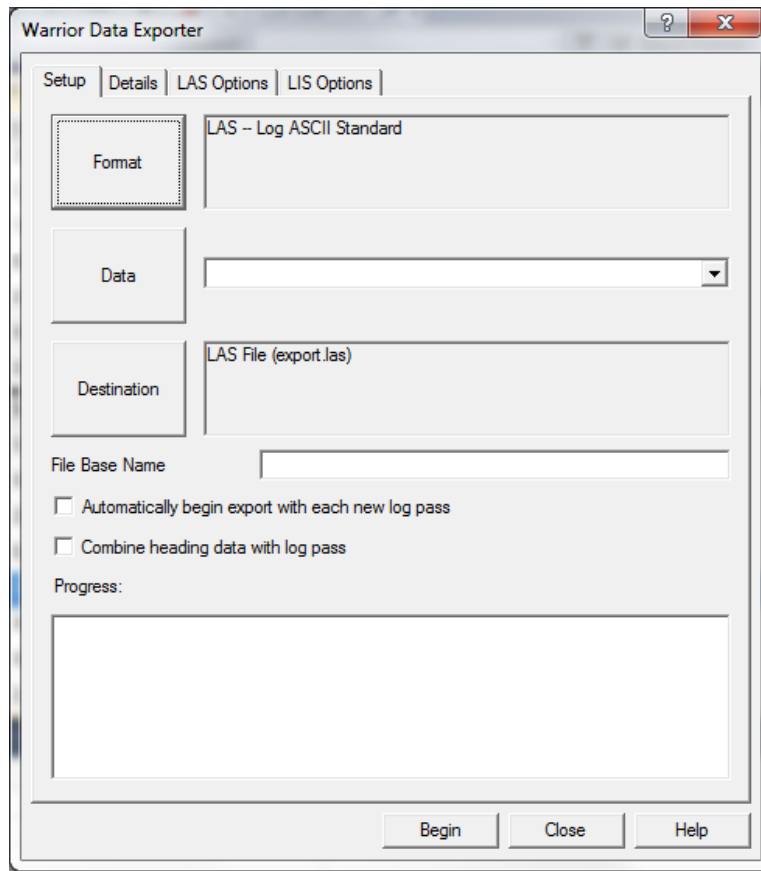 Warrior Data Exporter
Setup Details LAS Options LIS Options
Format
LAS -- Log ASCII Standard
Data
Destination
LAS File (export.las)
File Base Name
Automatically begin export with each new log pass
Combine heading data with log pass
Progress:
Begin Close Help